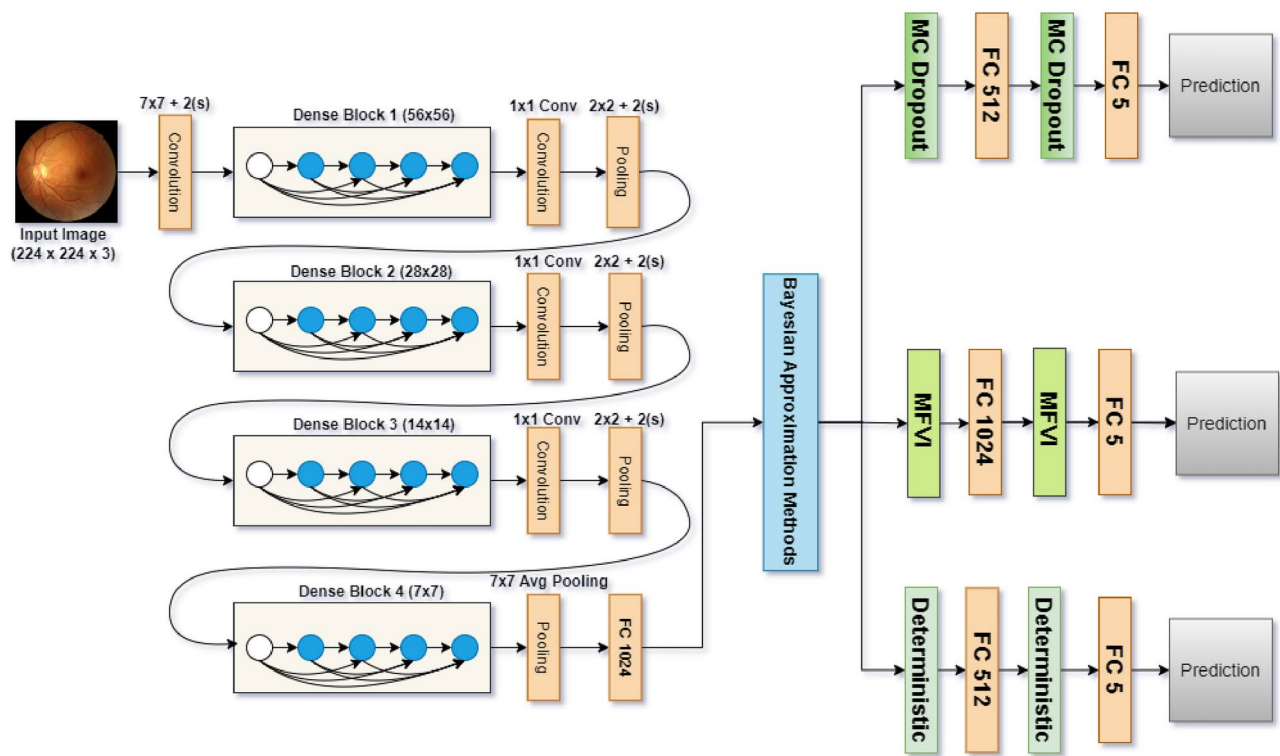 7x7 + 2(s)
Convolution
Input Image
(224 x 224 x 3)
Dense Block 1 (56x56)
1x1 Conv
2x2 + 2(s)
Convolution
Pooling
Dense Block 2 (28x28)
1x1 Conv
2x2 + 2(s)
Convolution
Pooling
Dense Block 3 (14x14)
1x1 Conv
2x2 + 2(s)
Convolution
Pooling
Dense Block 4 (7x7)
7x7 Avg Pooling
Pooling
FC 1024
Bayesian Approximation Methods
MC Dropout
FC 512
MC Dropout
FC 5
Prediction
MFVI
FC 1024
MFVI
FC 5
Prediction
Deterministic
FC 512
Deterministic
FC 5
Prediction